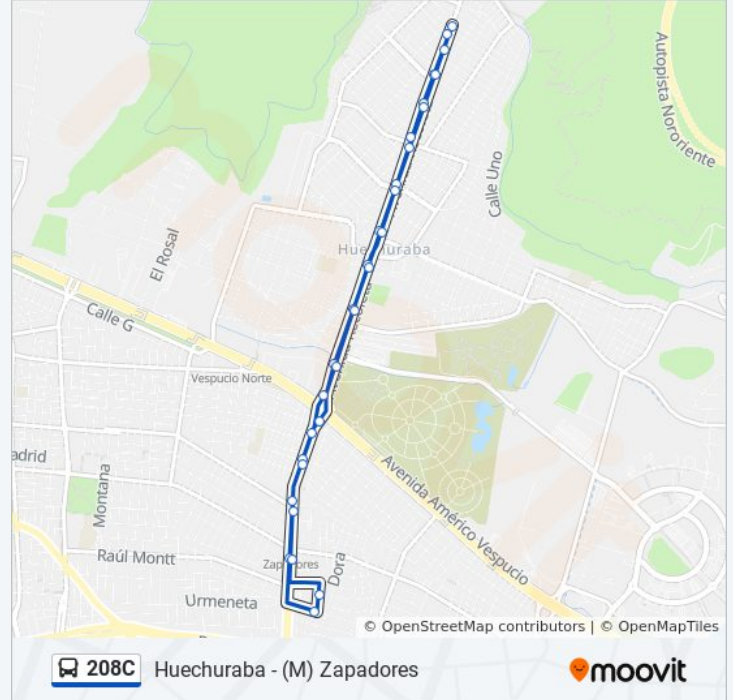 Autopista Nororiente
Calle Uno
El Rosal
Huechuraba
Calle G
Vespucio Norte
adrid
Montana
Avenida Américo Vespucio
Raúl Montt
Zapadores
Dora
Urmeneta
© OpenStreetMap contributors | © OpenMapTiles
208C
Huechuraba - (M) Zapadores
moovit